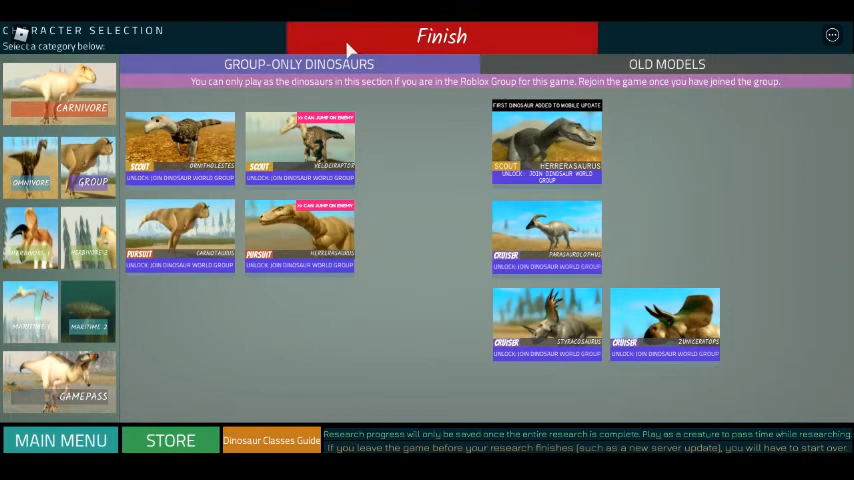 CHARACTER SELECTION
Select a category below:
Finish
GROUP-ONLY DINOSAURS
OLD MODELS
You can only play as the dinosaurs in this section if you are in the Roblox Group for this game. Rejoin the game once you have joined the group.
CARNIVORE
OMNIVORE
GROUP
HERBIVORE 1
HERBIVORE 2
MARITIME 1
MARITIME 2
GAMEPASS
SCOUT
ORNITHOLESTES
UNLOCK: JOIN DINOSAUR WORLD GROUP
>> CAN JUMP ON ENEMY
SCOUT
VELOCIRAPTOR
UNLOCK: JOIN DINOSAUR WORLD GROUP
PURSUIT
CARNOTAURUS
UNLOCK: JOIN DINOSAUR WORLD GROUP
>> CAN JUMP ON ENEMY
PURSUIT
HERRERASAURUS
UNLOCK: JOIN DINOSAUR WORLD GROUP
FIRST DINOSAUR ADDED TO MOBILE UPDATE
SCOUT
HERRERASAURUS
UNLOCK: JOIN DINOSAUR WORLD
GROUP
CRUISER
PARASAUROLOPHUS
UNLOCK: JOIN DINOSAUR WORLD GROUP
CRUISER
STYRACOSAURUS
UNLOCK: JOIN DINOSAUR WORLD GROUP
CRUISER
ZUNICERATOPS
UNLOCK: JOIN DINOSAUR WORLD GROUP
MAIN MENU
STORE
Dinosaur Classes Guide
Research progress will only be saved once the entire research is complete. Play as a creature to pass time while researching.
If you leave the game before your research finishes (such as a new server update), you will have to start over.